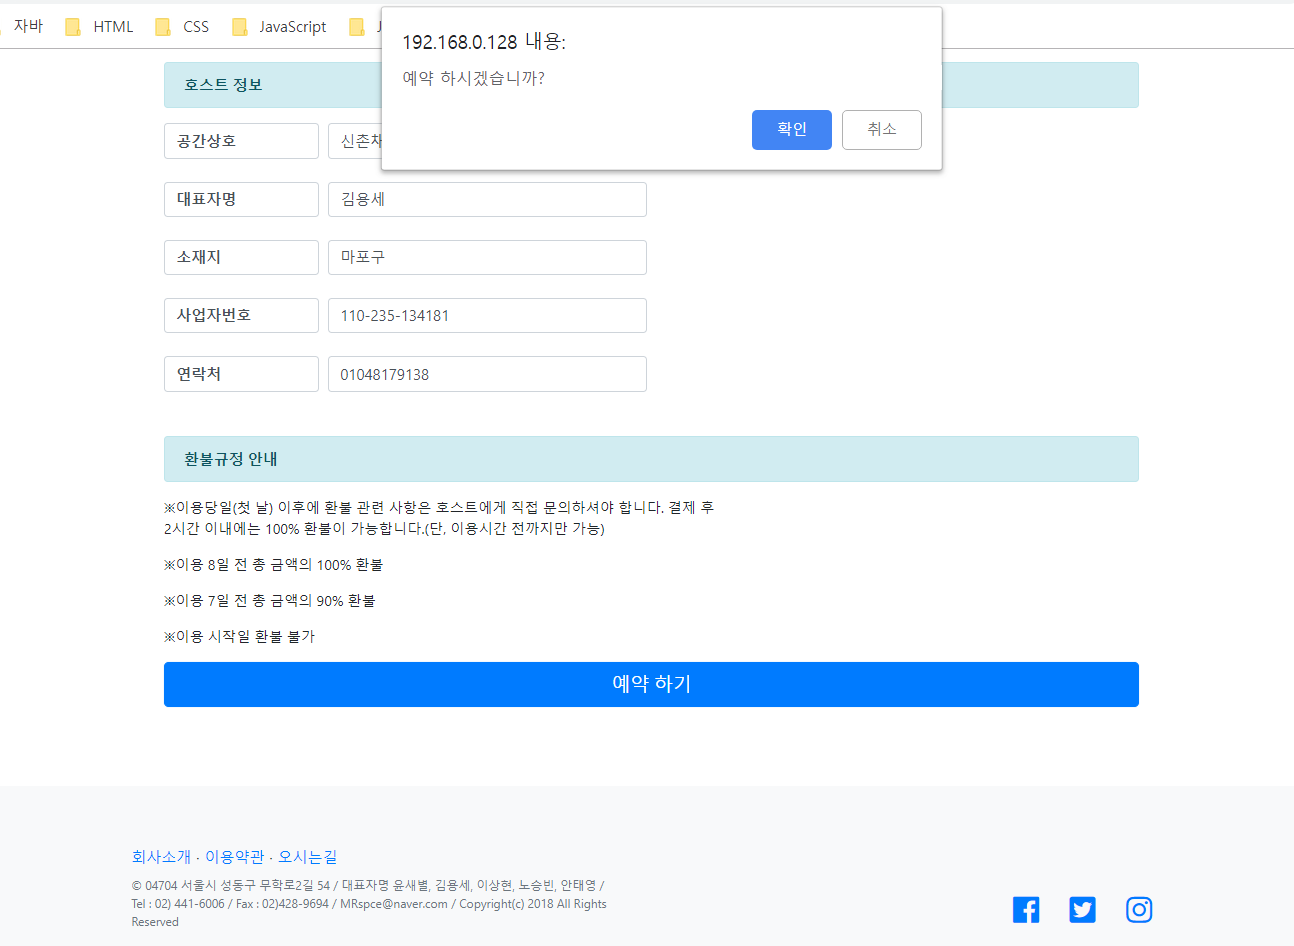 자바 HTML CSS JavaScript
192.168.0.128 내용:
예약 하시겠습니까?
확인 취소
호스트 정보
공간상호 신촌
대표자명 김용세
소재지 마포구
사업자번호 110-235-134181
연락처 01048179138
환불규정 안내
※이용당일(첫 날) 이후에 환불 관련 사항은 호스트에게 직접 문의하셔야 합니다. 결제 후
2시간 이내에는 100% 환불이 가능합니다.(단, 이용시간 전까지만 가능)
※이용 8일 전 총 금액의 100% 환불
※이용 7일 전 총 금액의 90% 환불
※이용 시작일 환불 불가
예약 하기
회사소개 · 이용약관 · 오시는길
© 04704 서울시 성동구 무학로2길 54 / 대표자명 윤새별, 김용세, 이상현, 노승빈, 안태영 /
Tel : 02) 441-6006 / Fax : 02)428-9694 / MRspce@naver.com / Copyright(c) 2018 All Rights
Reserved